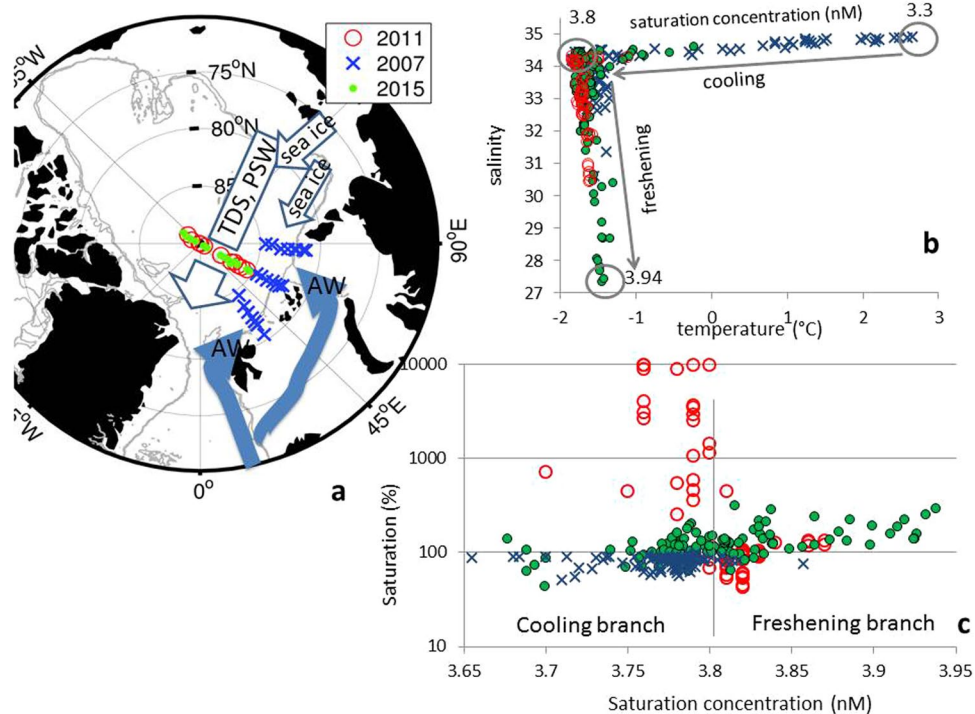 2011
2007
2015
75°N
80°N
85
TDS, PSW
sea ice
sea ice
AW
AW
90°E
45°E
0°
°W
°W
a
3.8
saturation concentration (nM)
3.3
35
34
33
32
31
30
29
28
27
salinity
cooling
freshening
3.94
b
-2
-1
0
1
2
3
temperature (°C)
10000
1000
100
10
Saturation (%)
Cooling branch
Freshening branch
c
3.65
3.7
3.75
3.8
3.85
3.9
3.95
Saturation concentration (nM)